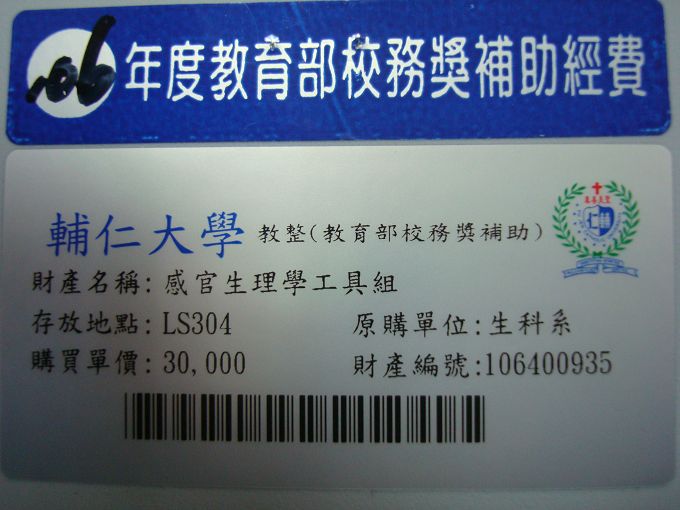 106年度教育部校務獎補助經費
輔仁大學 教整(教育部校務獎補助)
財產名稱: 感官生理學工具組
存放地點: LS304 原購單位: 生科系
購買單價: 30,000 財產編號:106400935